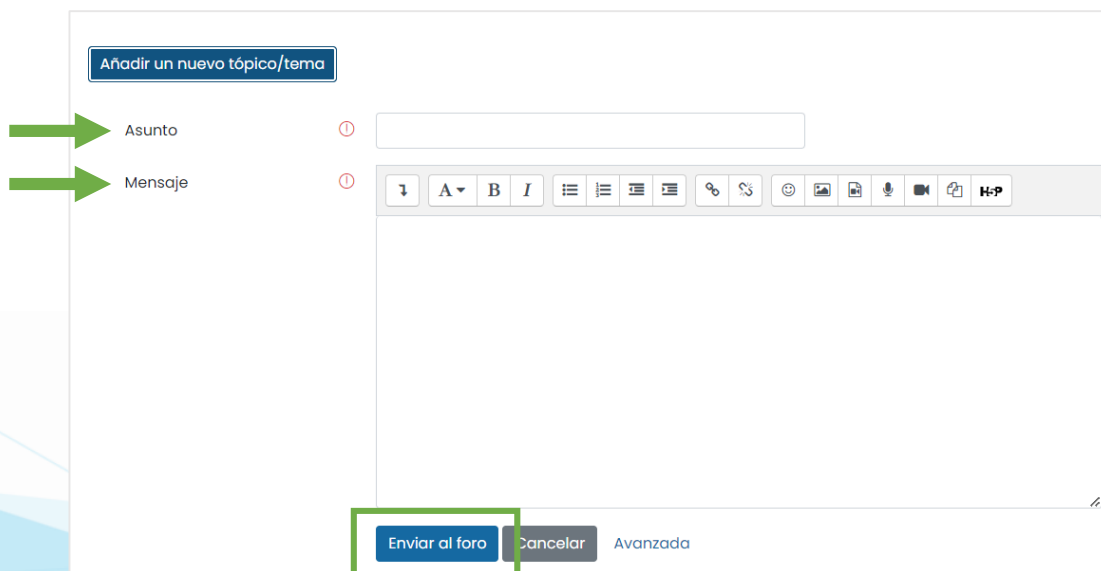 Añadir un nuevo tópico/tema
Asunto
Mensaje
A B I H-P
Enviar al foro Cancelar Avanzada